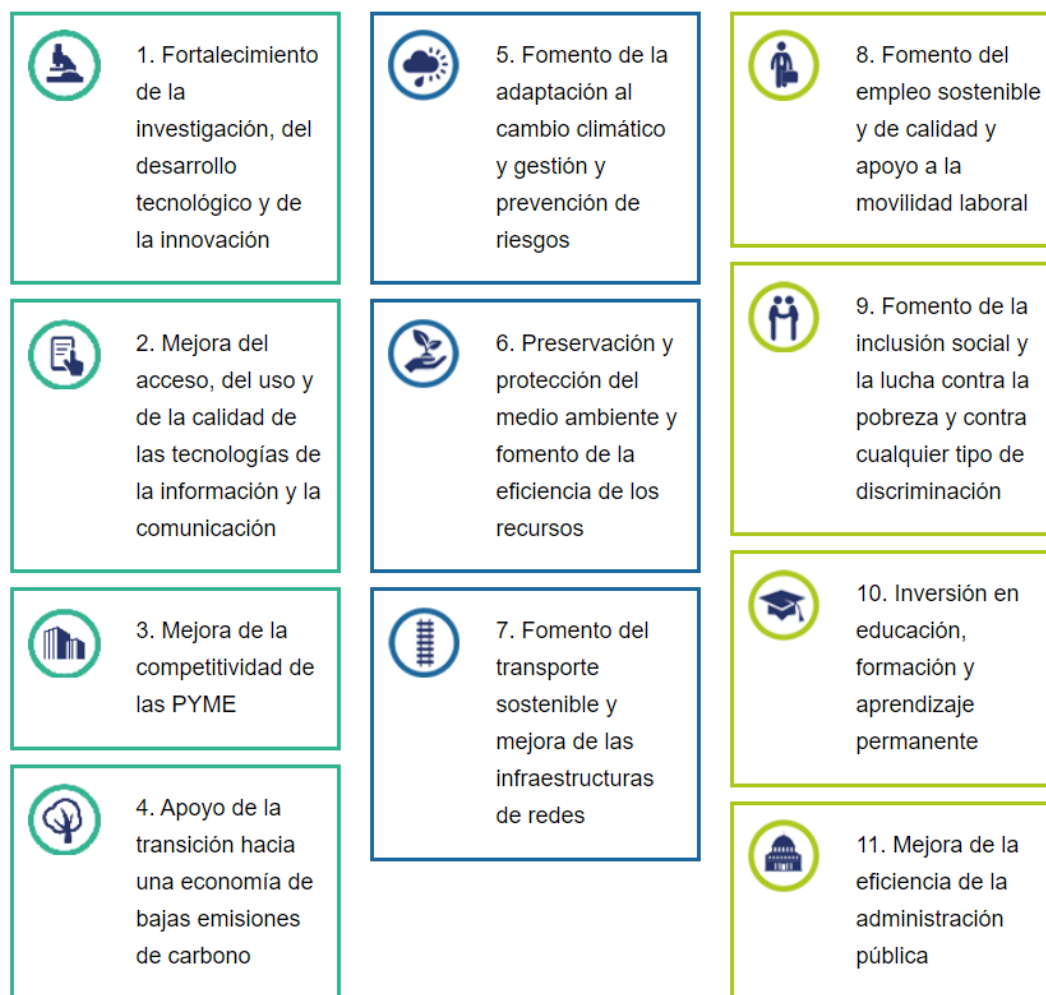 1. Fortalecimiento
de la
investigación, del
desarrollo
tecnológico y de
la innovación
2. Mejora del
acceso, del uso y
de la calidad de
las tecnologías de
la información y la
comunicación
3. Mejora de la
competitividad de
las PYME
4. Apoyo de la
transición hacia
una economía de
bajas emisiones
de carbono
5. Fomento de la
adaptación al
cambio climático
y gestión y
prevención de
riesgos
6. Preservación y
protección del
medio ambiente y
fomento de la
eficiencia de los
recursos
7. Fomento del
transporte
sostenible y
mejora de las
infraestructuras
de redes
8. Fomento del
empleo sostenible
y de calidad y
apoyo a la
movilidad laboral
9. Fomento de la
inclusión social y
la lucha contra la
pobreza y contra
cualquier tipo de
discriminación
10. Inversión en
educación,
formación y
aprendizaje
permanente
11. Mejora de la
eficiencia de la
administración
pública